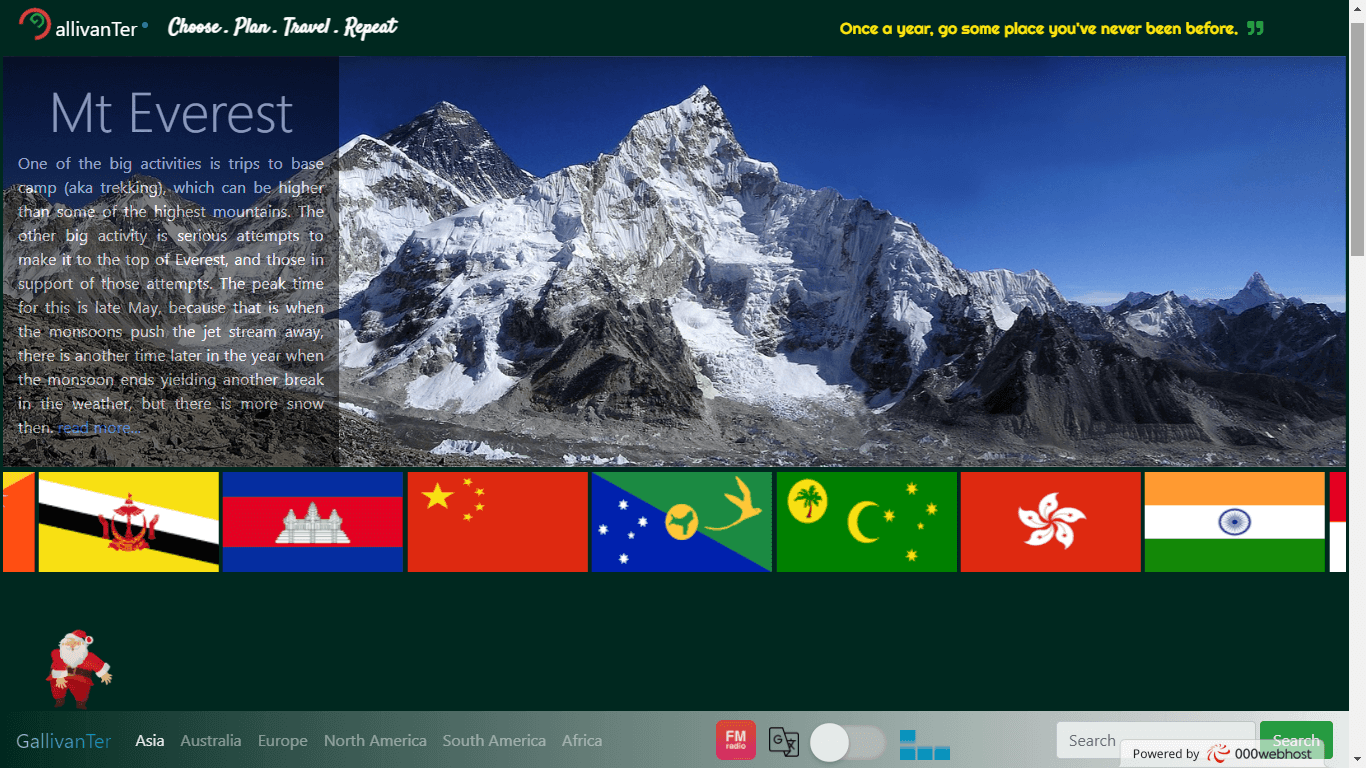 allivanTer
Choose . Plan . Travel . Repeat
Once a year, go some place you've never been before.
Mt Everest
One of the big activities is trips to base
camp (aka trekking), which can be higher
than some of the highest mountains. The
other big activity is serious attempts to
make it to the top of Everest, and those in
support of those attempts. The peak time
for this is late May, because that is when
the monsoons push the jet stream away,
there is another time later in the year when
the monsoon ends yielding another break
in the weather, but there is more snow
then. read more..
GallivanTer Asia Australia Europe North America South America Africa
FM
radio
G
Search
Search
Powered by 000webhost